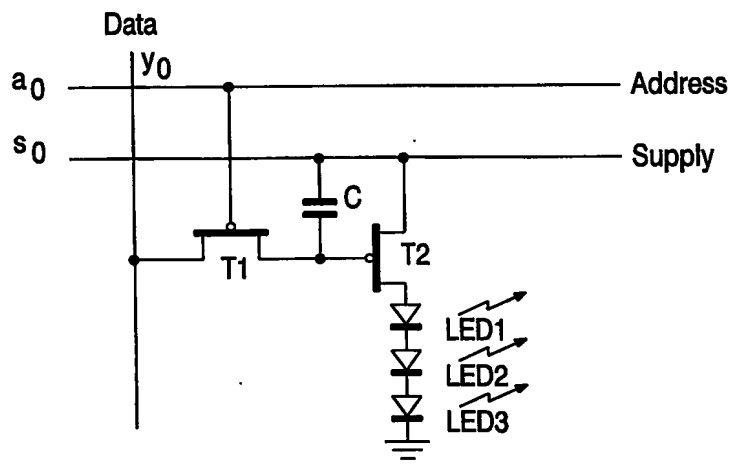 Data
y0
a0 Address
s0 Supply
C
T1 T2
LED1
LED2
LED3